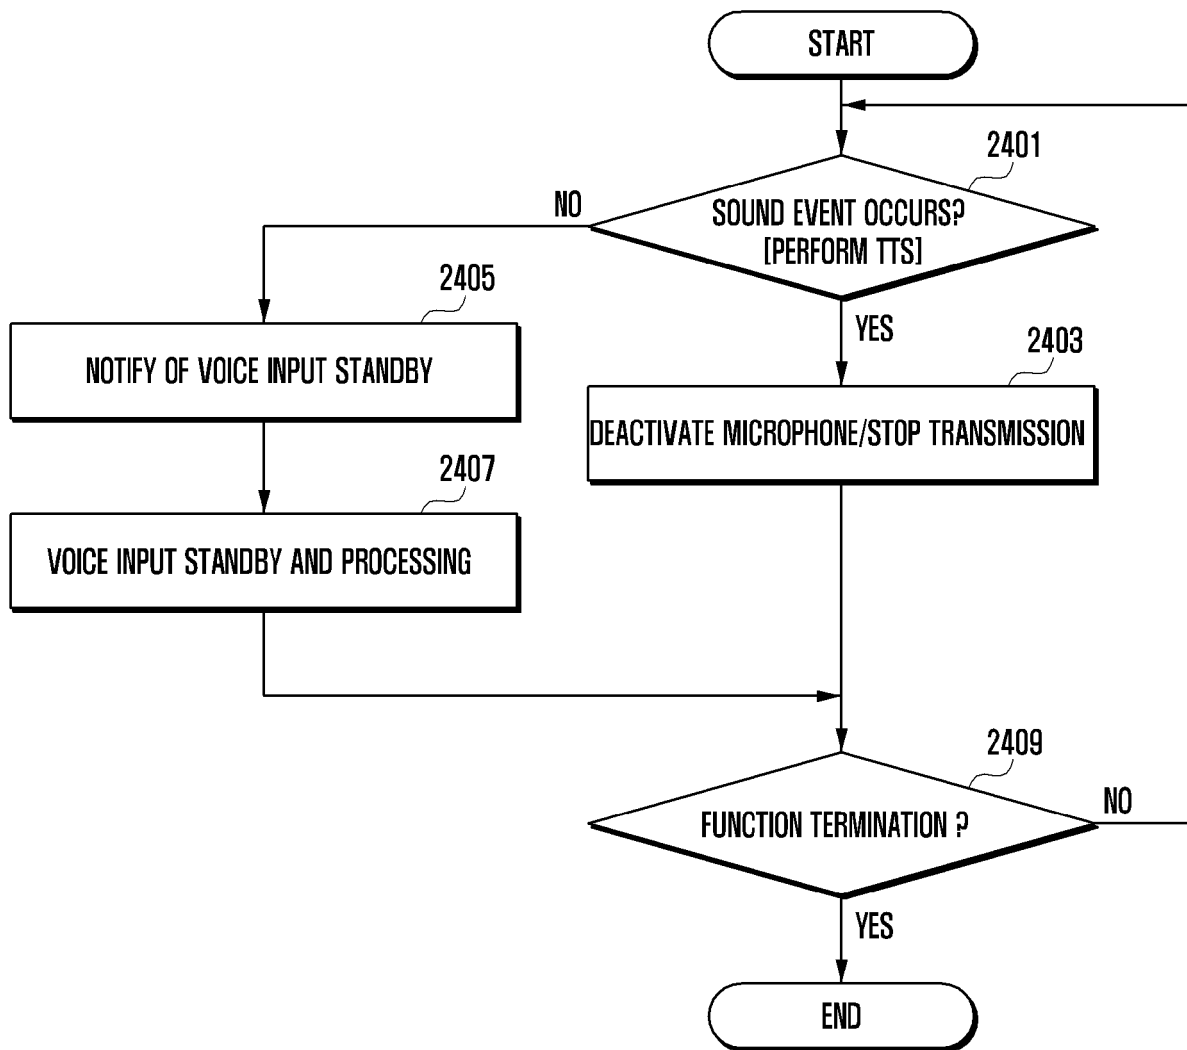 START
2401
NO
SOUND EVENT OCCURS?
[PERFORM TTS]
2405
YES
NOTIFY OF VOICE INPUT STANDBY
2403
DEACTIVATE MICROPHONE/STOP TRANSMISSION
2407
VOICE INPUT STANDBY AND PROCESSING
2409
NO
FUNCTION TERMINATION ?
YES
END